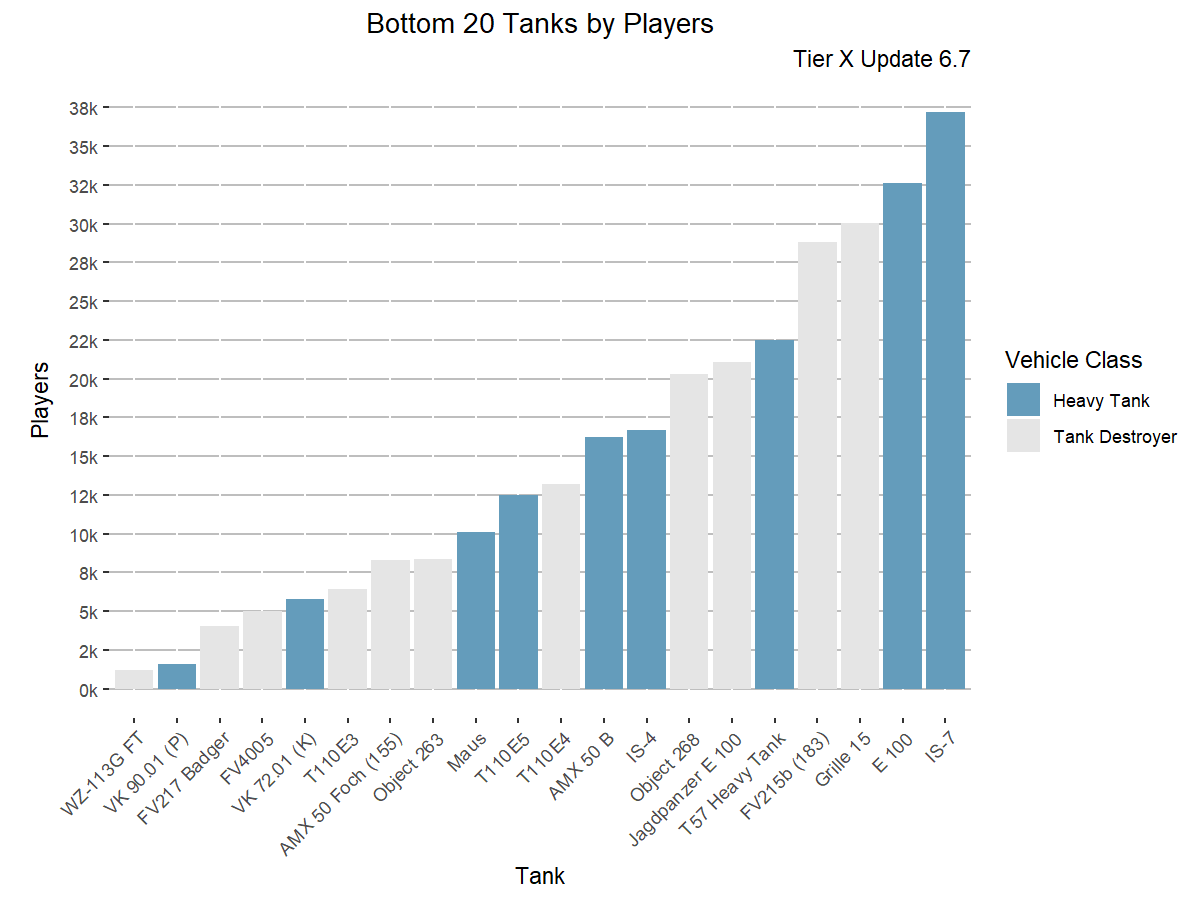 Bottom 20 Tanks by Players
Tier X Update 6.7
38k
35k
32k
30k
28k
25k
22k
20k
18k
15k
12k
10k
8k
5k
2k
0k
Players
WZ-113G FT
VK 90.01 (P)
FV217 Badger
FV4005
VK 72.01 (K)
T110E3
AMX 50 Foch (155)
Object 263
Maus
T110E5
T110E4
AMX 50 B
IS-4
Object 268
Jagdpanzer E 100
T57 Heavy Tank
FV215b (183)
Grille 15
E 100
IS-7
Tank
Vehicle Class
Heavy Tank
Tank Destroyer